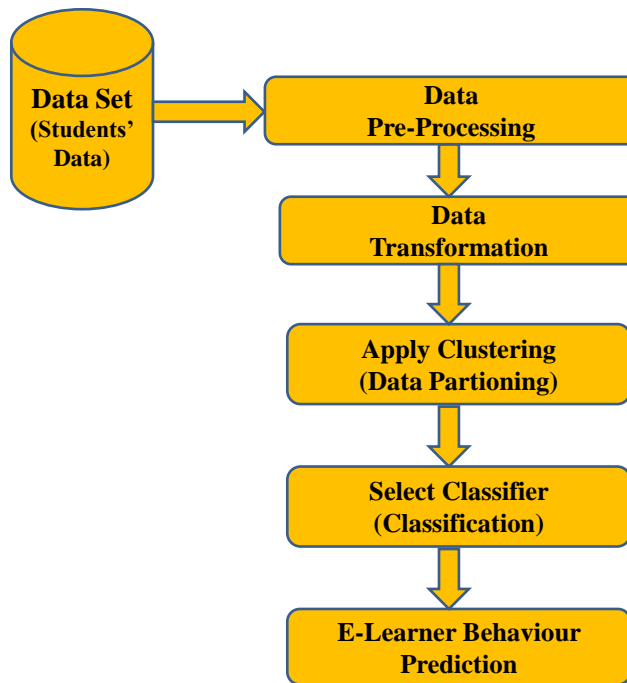 Data Set
(Students'
Data)
Data
Pre-Processing
Data
Transformation
Apply Clustering
(Data Partioning)
Select Classifier
(Classification)
E-Learner Behaviour
Prediction